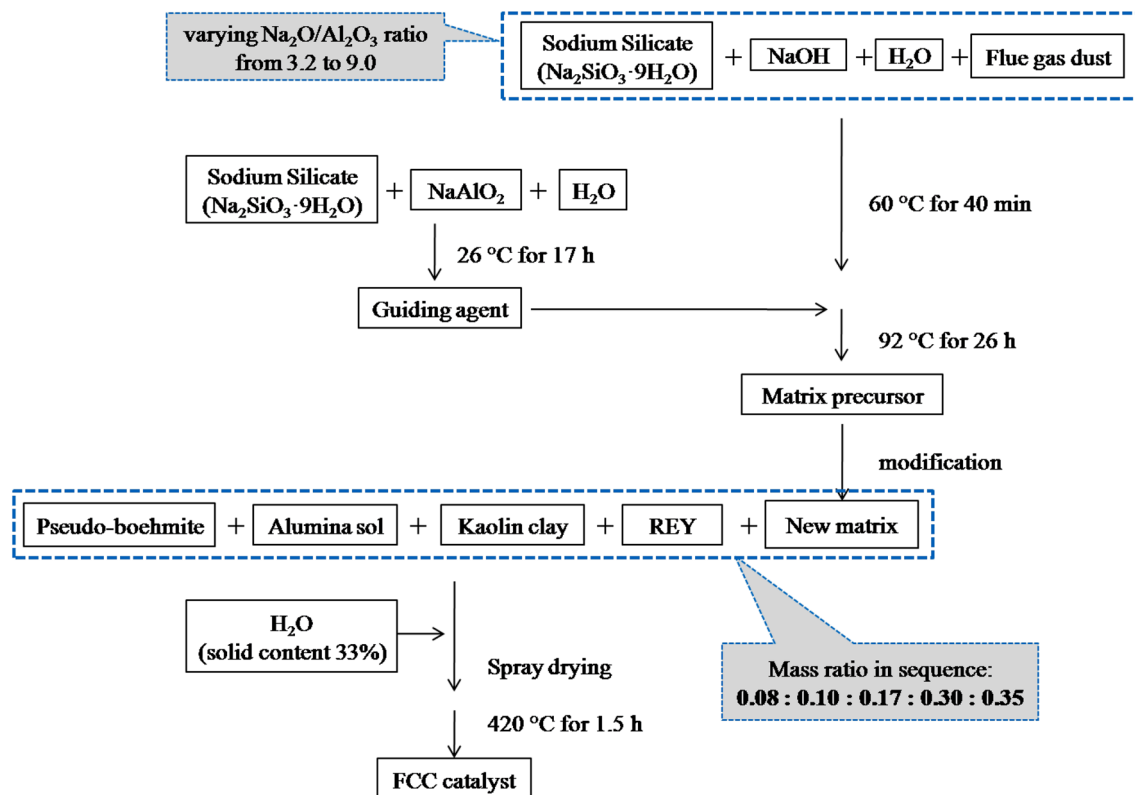 varying Na₂O/Al₂O₃ ratio
from 3.2 to 9.0
Sodium Silicate
(Na₂SiO₃·9H₂O)
+ NaOH + H₂O + Flue gas dust
Sodium Silicate
(Na₂SiO₃·9H₂O)
+ NaAlO₂ + H₂O
60 °C for 40 min
26 °C for 17 h
Guiding agent
92 °C for 26 h
Matrix precursor
modification
Pseudo-boehmite + Alumina sol + Kaolin clay + REY + New matrix
H₂O
(solid content 33%)
Spray drying
Mass ratio in sequence:
0.08 : 0.10 : 0.17 : 0.30 : 0.35
420 °C for 1.5 h
FCC catalyst